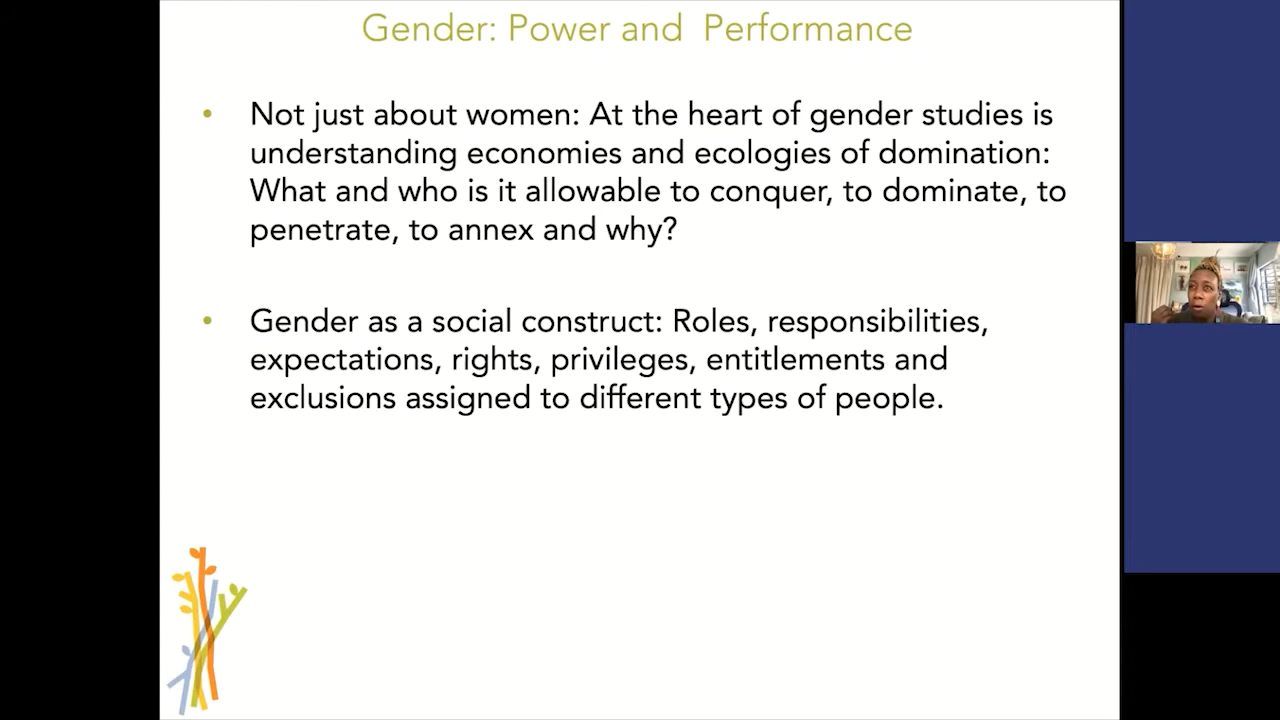 Gender: Power and Performance
• Not just about women: At the heart of gender studies is
understanding economies and ecologies of domination:
What and who is it allowable to conquer, to dominate, to
penetrate, to annex and why?
• Gender as a social construct: Roles, responsibilities,
expectations, rights, privileges, entitlements and
exclusions assigned to different types of people.